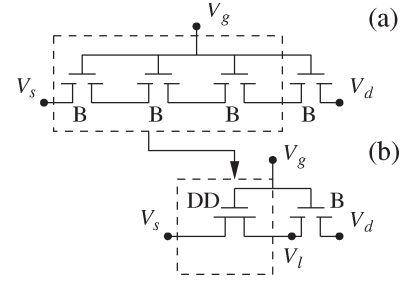 V_g (a)
V_s V_d
B B B B
V_g (b)
DD B
V_s V_d
V_l